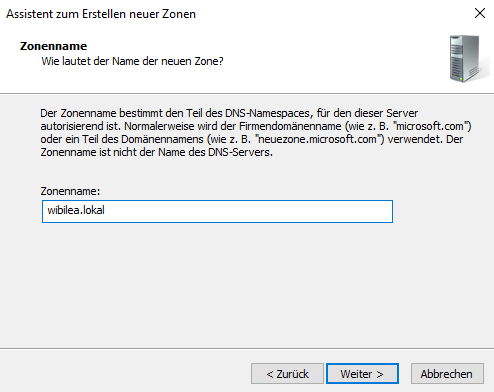 Assistent zum Erstellen neuer Zonen
Zonenname
Wie lautet der Name der neuen Zone?
Der Zonenname bestimmt den Teil des DNS-Namespaces, für den dieser Server
autorisierend ist. Normalerweise wird der Firmendomänenname (wie z. B. "microsoft.com")
oder ein Teil des Domänennamens (wie z. B. "neuezone.microsoft.com") verwendet. Der
Zonenname ist nicht der Name des DNS-Servers.
Zonenname:
wibilea.lokal
< Zurück Weiter > Abbrechen